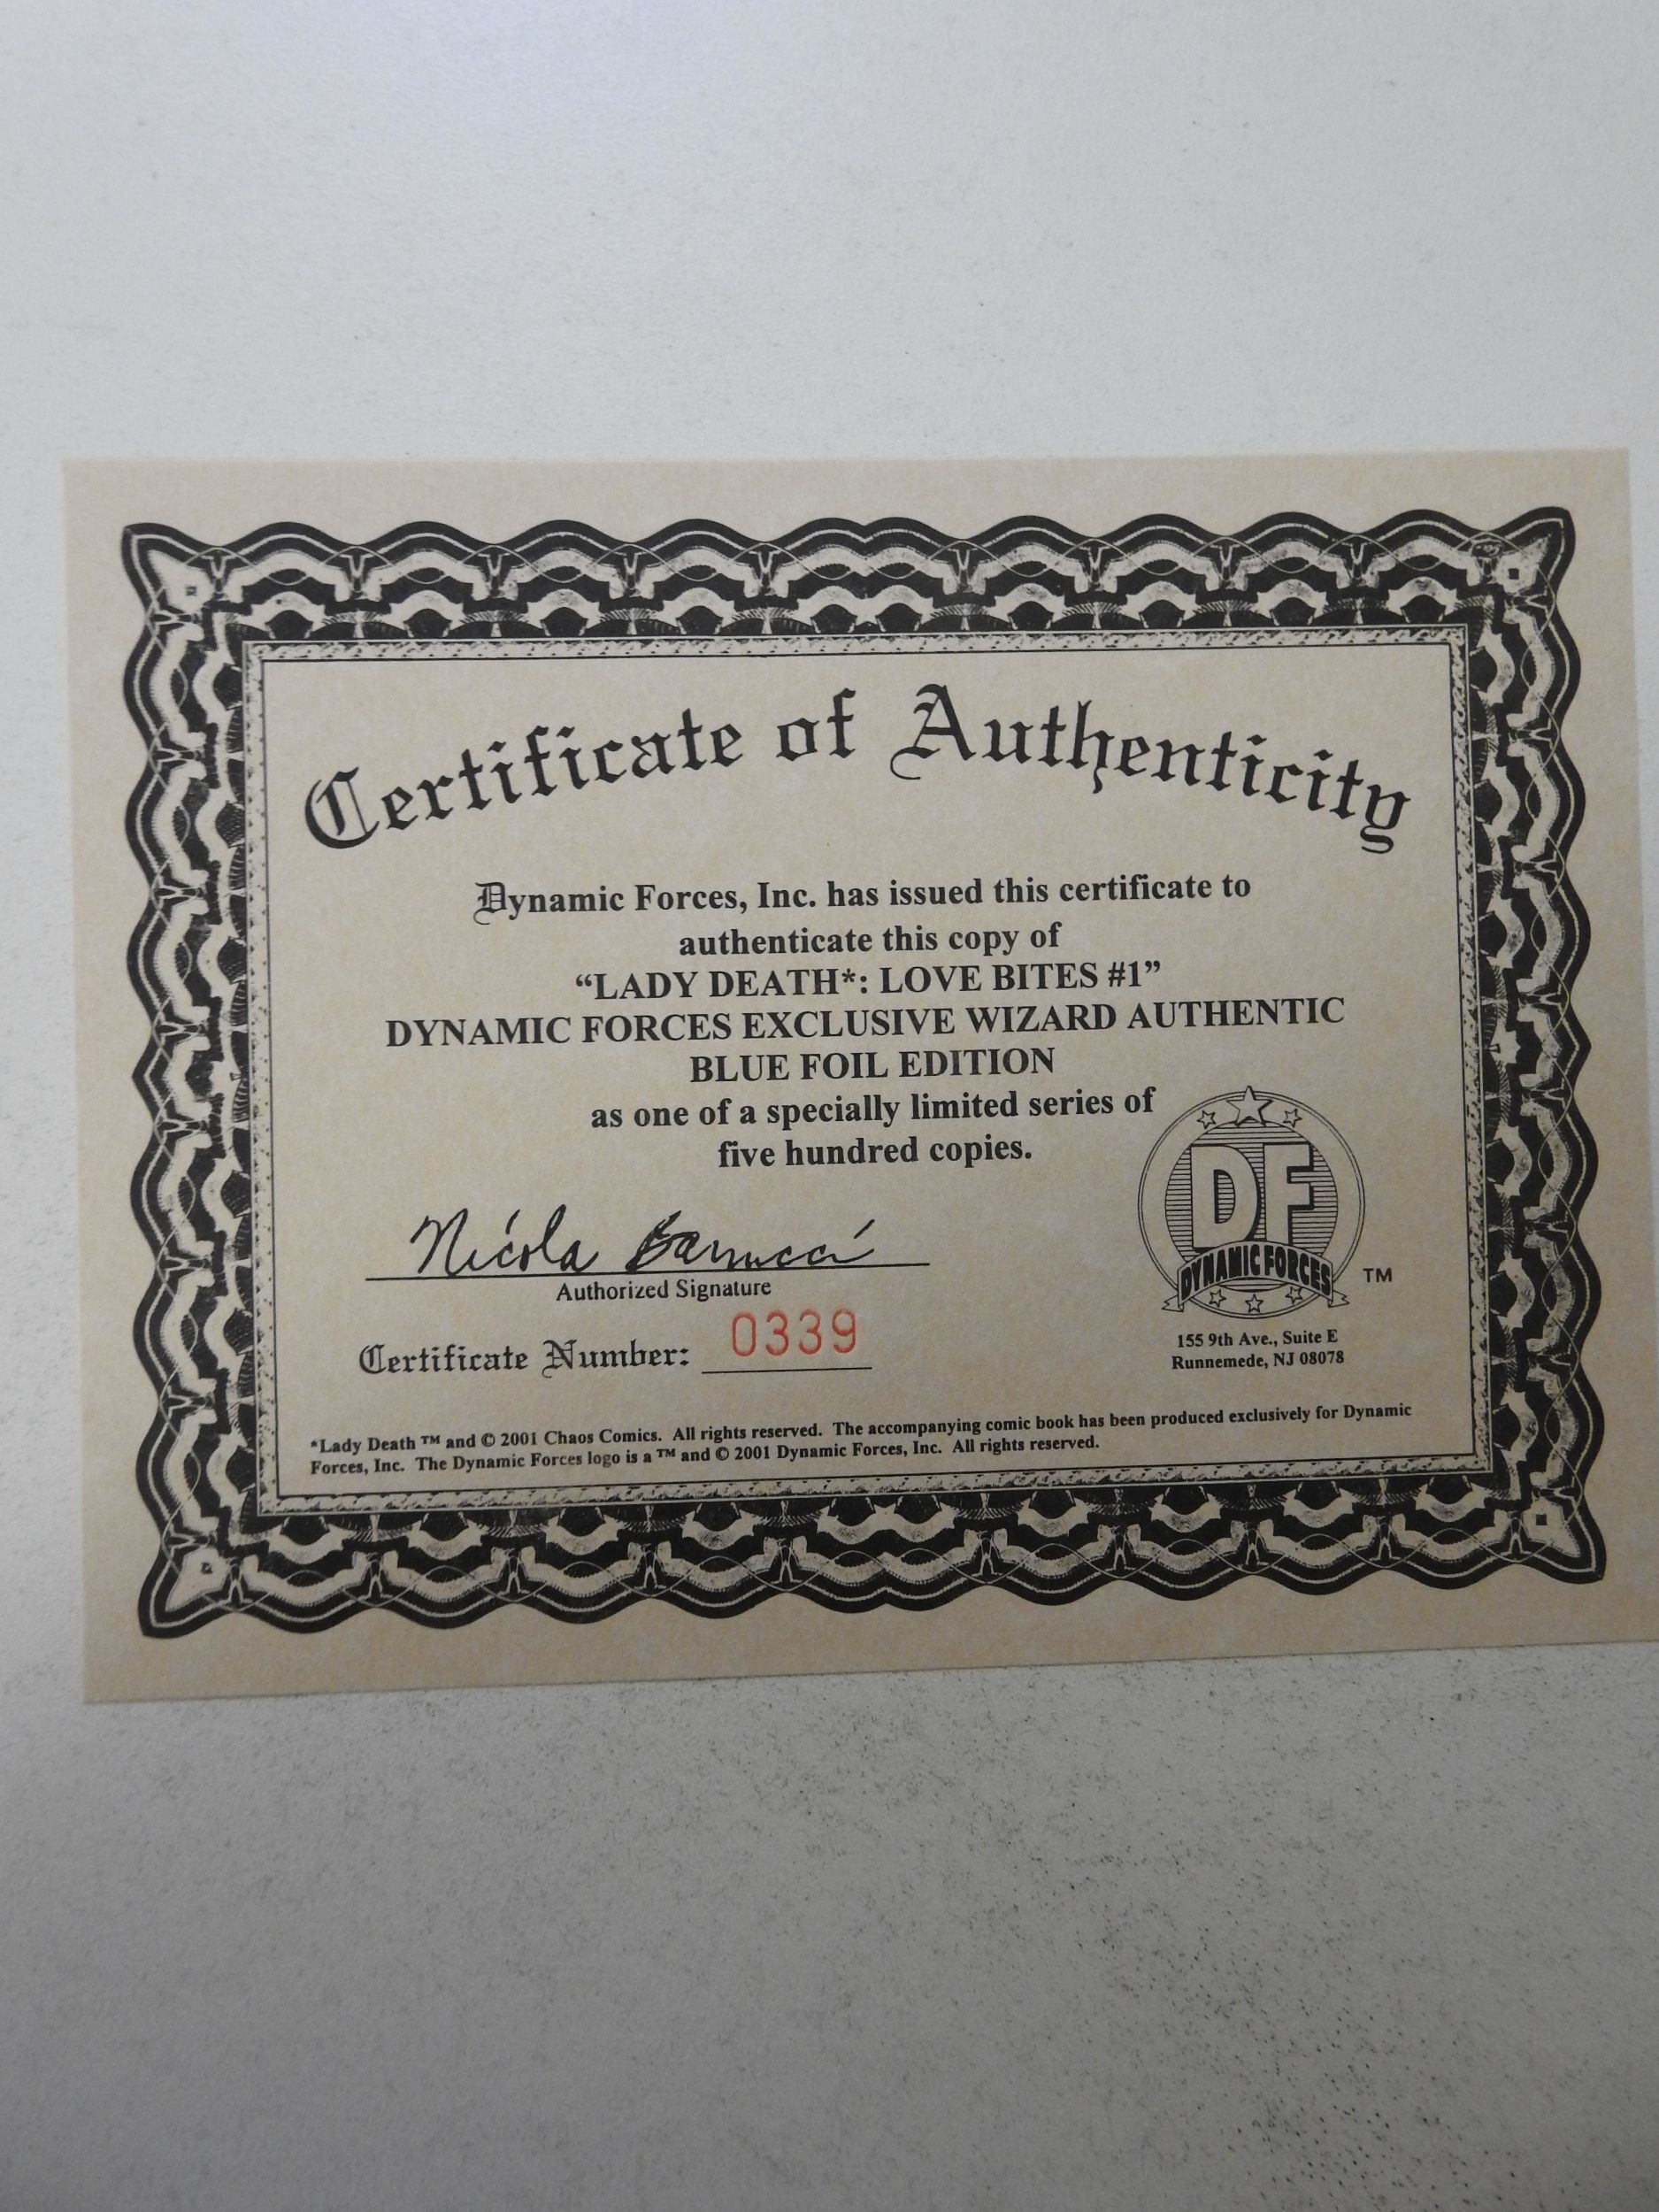 Certificate of Authenticity
Dynamic Forces, Inc. has issued this certificate to
authenticate this copy of
“LADY DEATH*: LOVE BITES #1”
DYNAMIC FORCES EXCLUSIVE WIZARD AUTHENTIC
BLUE FOIL EDITION
as one of a specially limited series of
five hundred copies.
Nicola
Authorized Signature
Certificate Number: 0339
DF
DYNAMIC FORCES TM
155 9th Ave., Suite E
Runnemede, NJ 08078
*Lady Death ™ and © 2001 Chaos Comics. All rights reserved. The accompanying comic book has been produced exclusively for Dynamic
Forces, Inc. The Dynamic Forces logo is a ™ and © 2001 Dynamic Forces, Inc. All rights reserved.